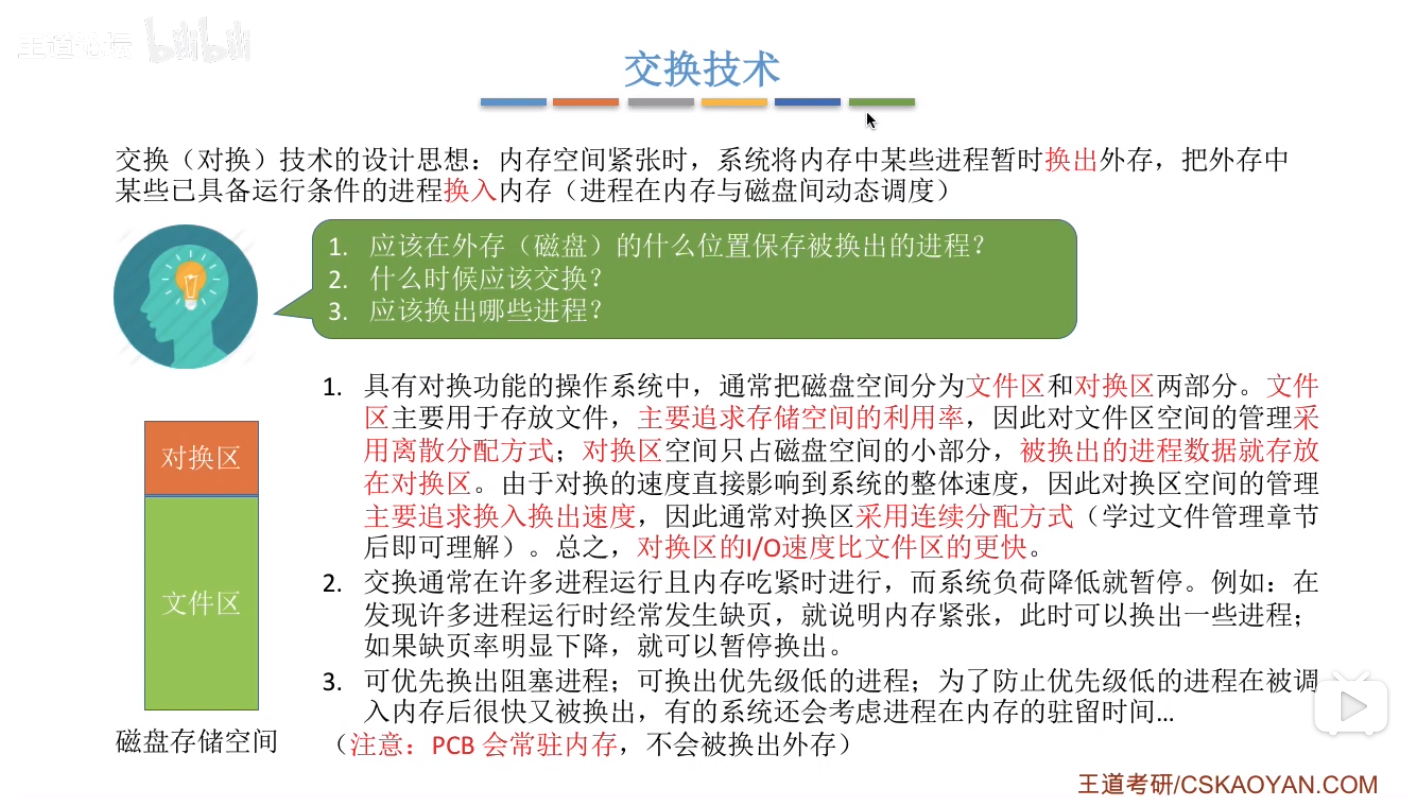 王道论坛 bilibili
交换技术
交换（对换）技术的设计思想：内存空间紧张时，系统将内存中某些进程暂时换出外存，把外存中
某些已具备运行条件的进程换入内存（进程在内存与磁盘间动态调度）
1. 应该在外存（磁盘）的什么位置保存被换出的进程？
2. 什么时候应该交换？
3. 应该换出哪些进程？
1. 具有对换功能的操作系统中，通常把磁盘空间分为文件区和对换区两部分。文件
区主要用于存放文件，主要追求存储空间的利用率，因此对文件区空间的管理采
用离散分配方式；对换区空间只占磁盘空间的小部分，被换出的进程数据就存放
在对换区。由于对换的速度直接影响到系统的整体速度，因此对换区空间的管理
主要追求换入换出速度，因此通常对换区采用连续分配方式（学过文件管理章节
后即可理解）。总之，对换区的I/O速度比文件区的更快。
2. 交换通常在许多进程运行且内存吃紧时进行，而系统负荷降低就暂停。例如：在
发现许多进程运行时经常发生缺页，就说明内存紧张，此时可以换出一些进程；
如果缺页率明显下降，就可以暂停换出。
3. 可优先换出阻塞进程；可换出优先级低的进程；为了防止优先级低的进程在被调
入内存后很快又被换出，有的系统还会考虑进程在内存的驻留时间…
（注意：PCB 会常驻内存，不会被换出外存）
对换区
文件区
磁盘存储空间
王道考研/CSKAOYAN.COM